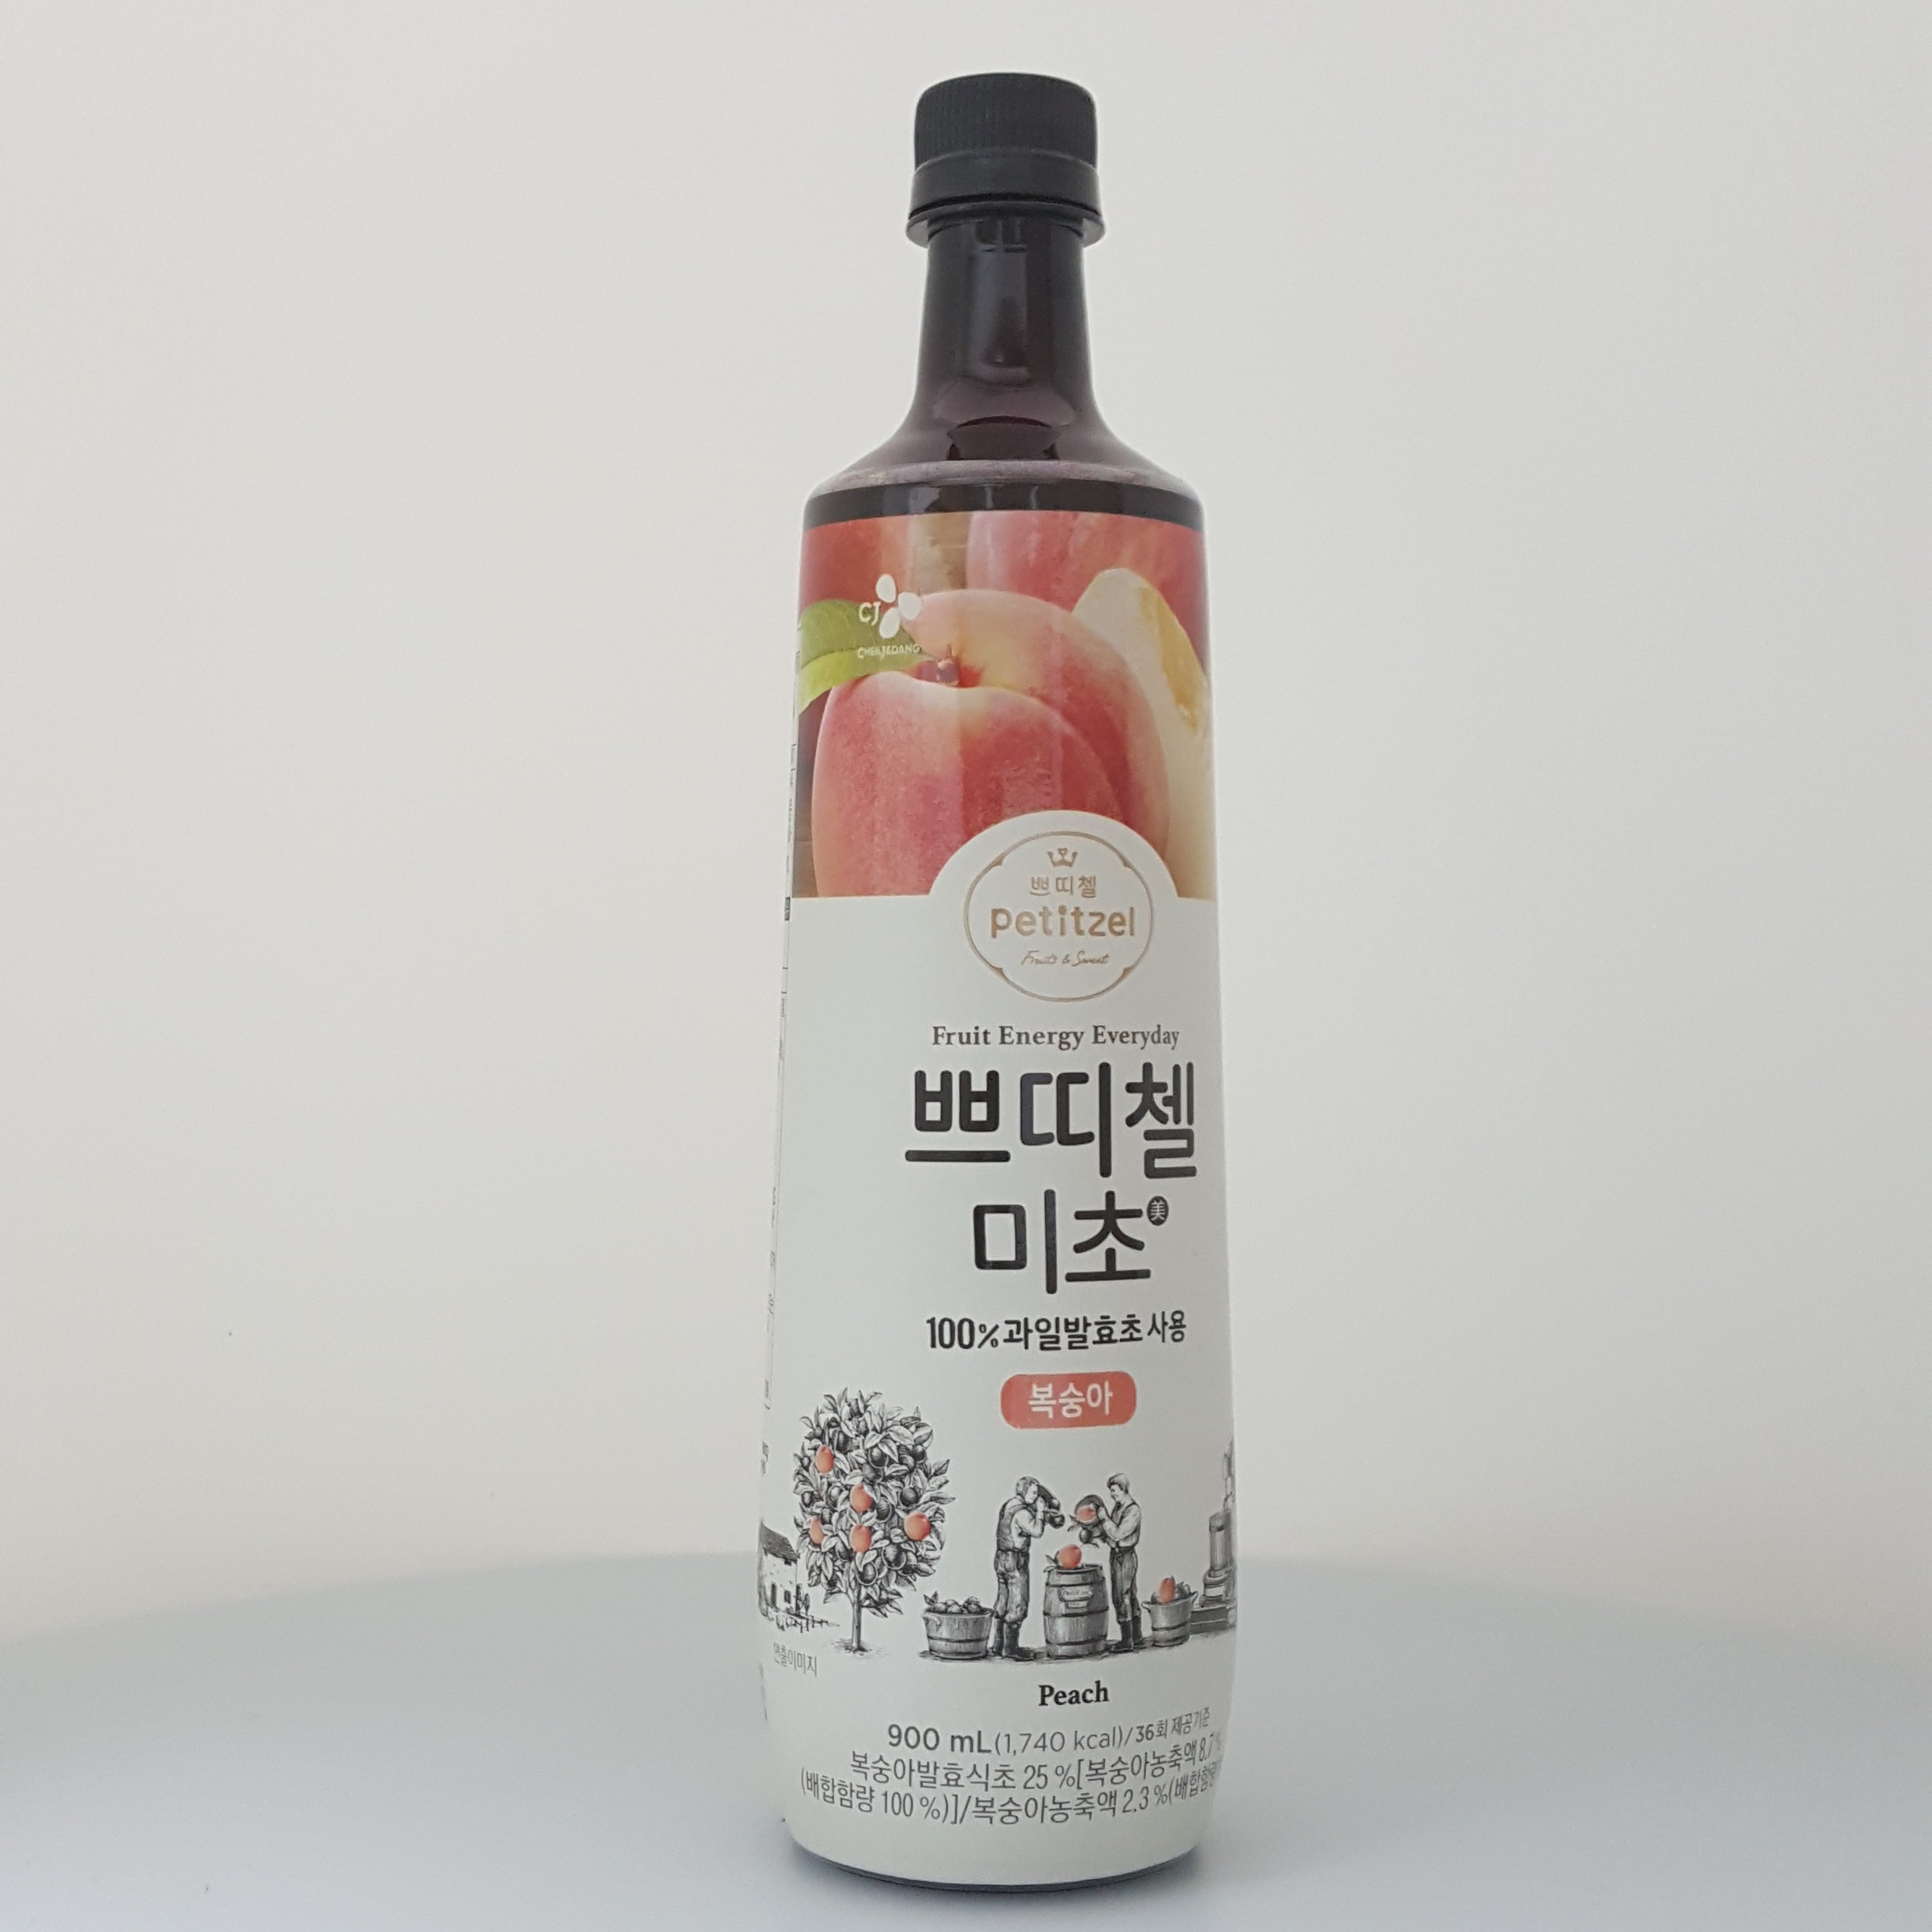 CJ
CHEILJEDANG
쁘띠첼
petitzel
Fruits & Sweet
Fruit Energy Everyday
쁘띠첼
미초 美
100%과일발효초 사용
복숭아
연출이미지
Peach
900 mL(1,740 kcal)/36회 제공기준
복숭아발효식초 25 %[복숭아농축액 8.7
(배합함량 100 %)]/복숭아농축액 2.3 %(배합함량